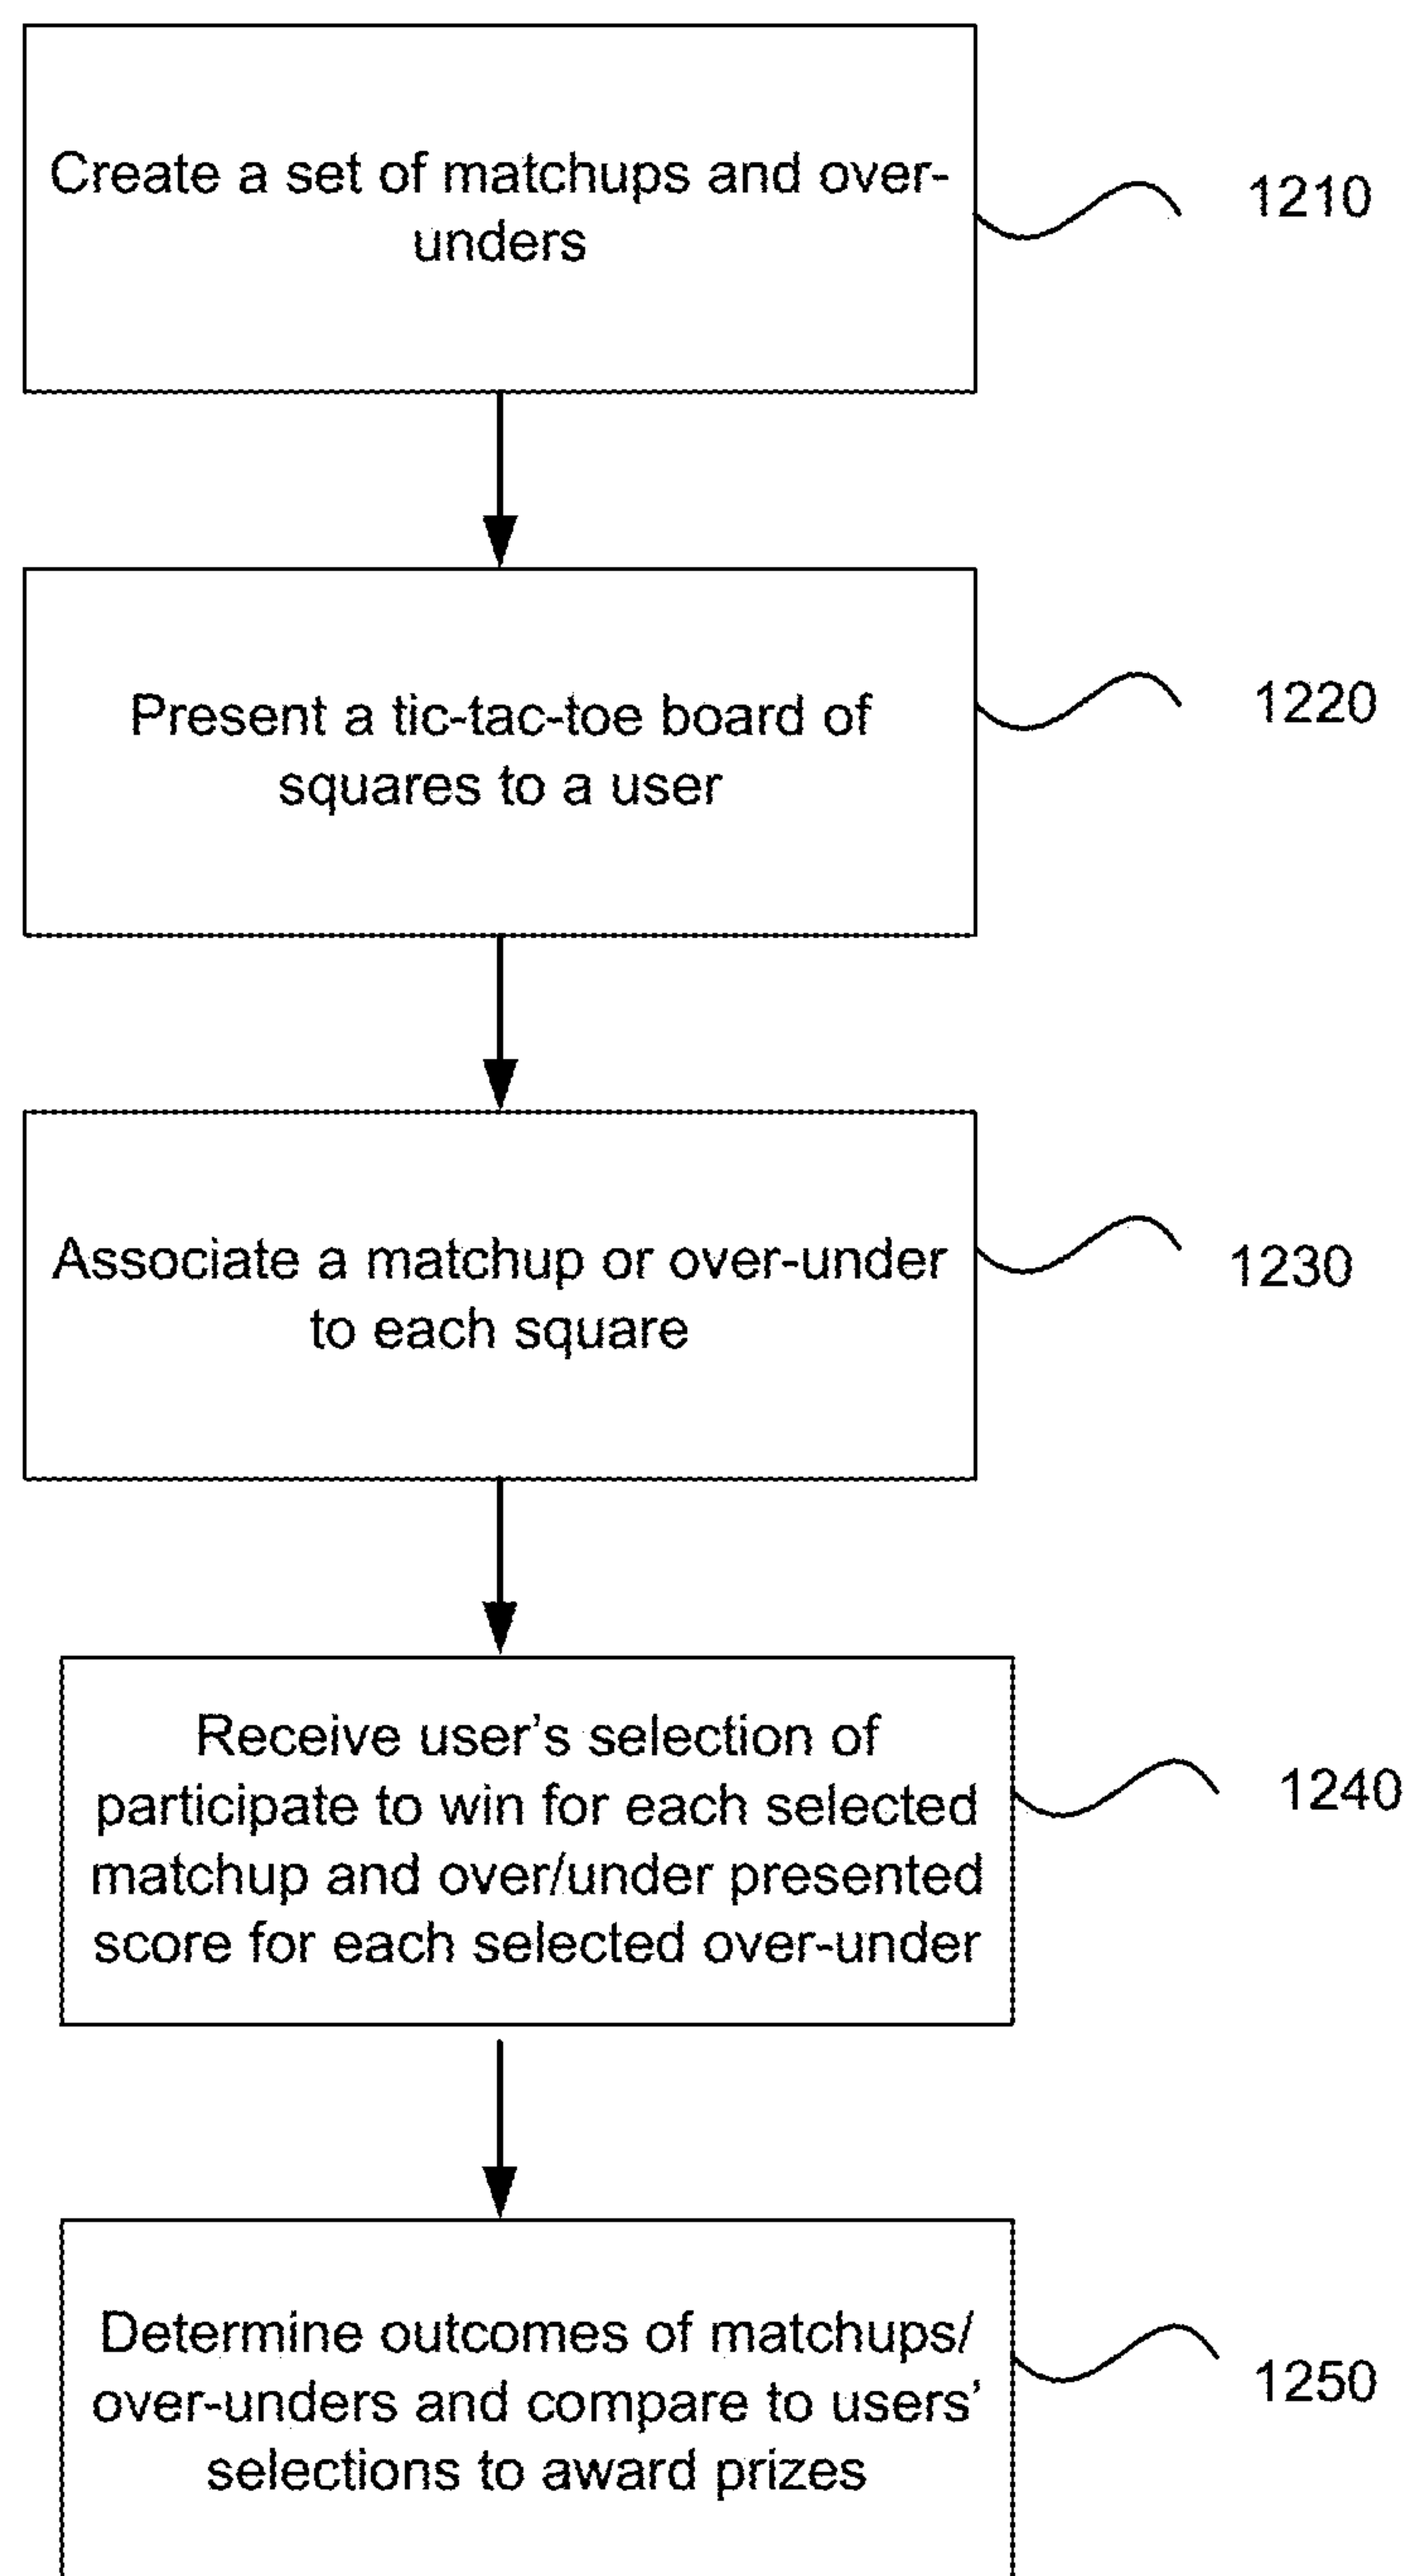 Create a set of matchups and over-
unders
1210
Present a tic-tac-toe board of
squares to a user
1220
Associate a matchup or over-under
to each square
1230
Receive user’s selection of
participate to win for each selected
matchup and over/under presented
score for each selected over-under
1240
Determine outcomes of matchups/
over-unders and compare to users’
selections to award prizes
1250